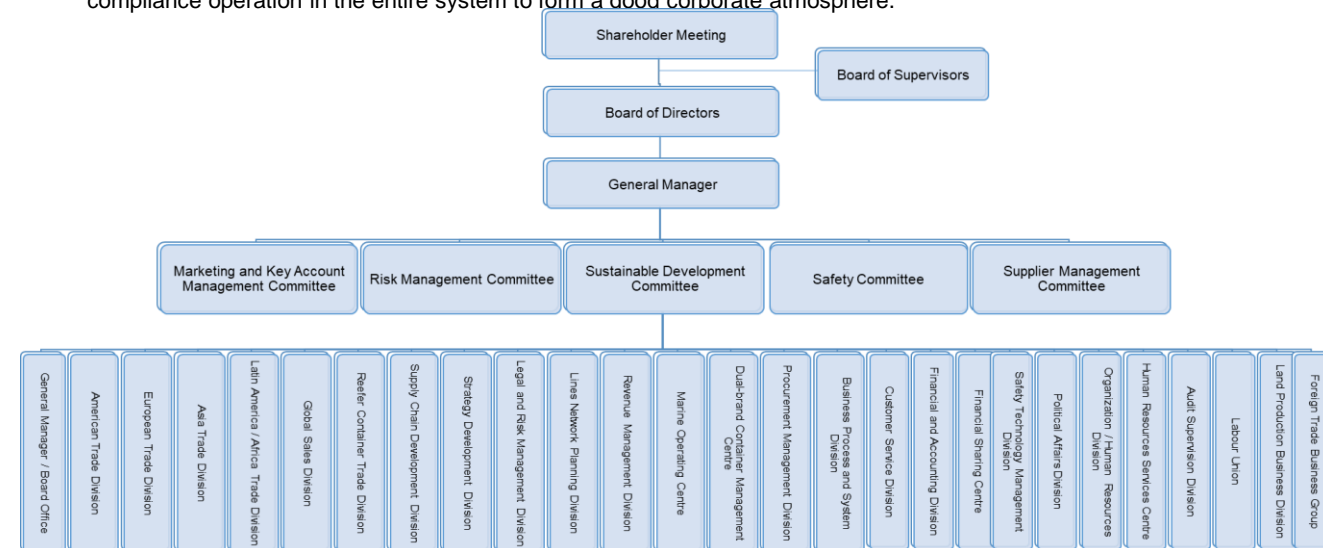 compliance operation in the entire system to form a good corporate atmosphere.
Shareholder Meeting
Board of Supervisors
Board of Directors
General Manager
Marketing and Key Account
Management Committee
Risk Management Committee
Sustainable Development
Committee
Safety Committee
Supplier Management
Committee
General Manager / Board Office
American Trade Division
European Trade Division
Asia Trade Division
Latin America / Africa Trade Division
Global Sales Division
Reefer Container Trade Division
Supply Chain Development Division
Strategy Development Division
Legal and Risk Management Division
Lines Network Planning Division
Revenue Management Division
Marine Operating Centre
Dual-brand Container Management
Centre
Procurement Management Division
Business Process and System
Division
Customer Service Division
Financial and Accounting Division
Financial Sharing Centre
Safety Technology Management
Division
Political Affairs Division
Organization / Human Resources
Division
Human Resources Services Centre
Audit Supervision Division
Labour Union
Land Production Business Division
Foreign Trade Business Group